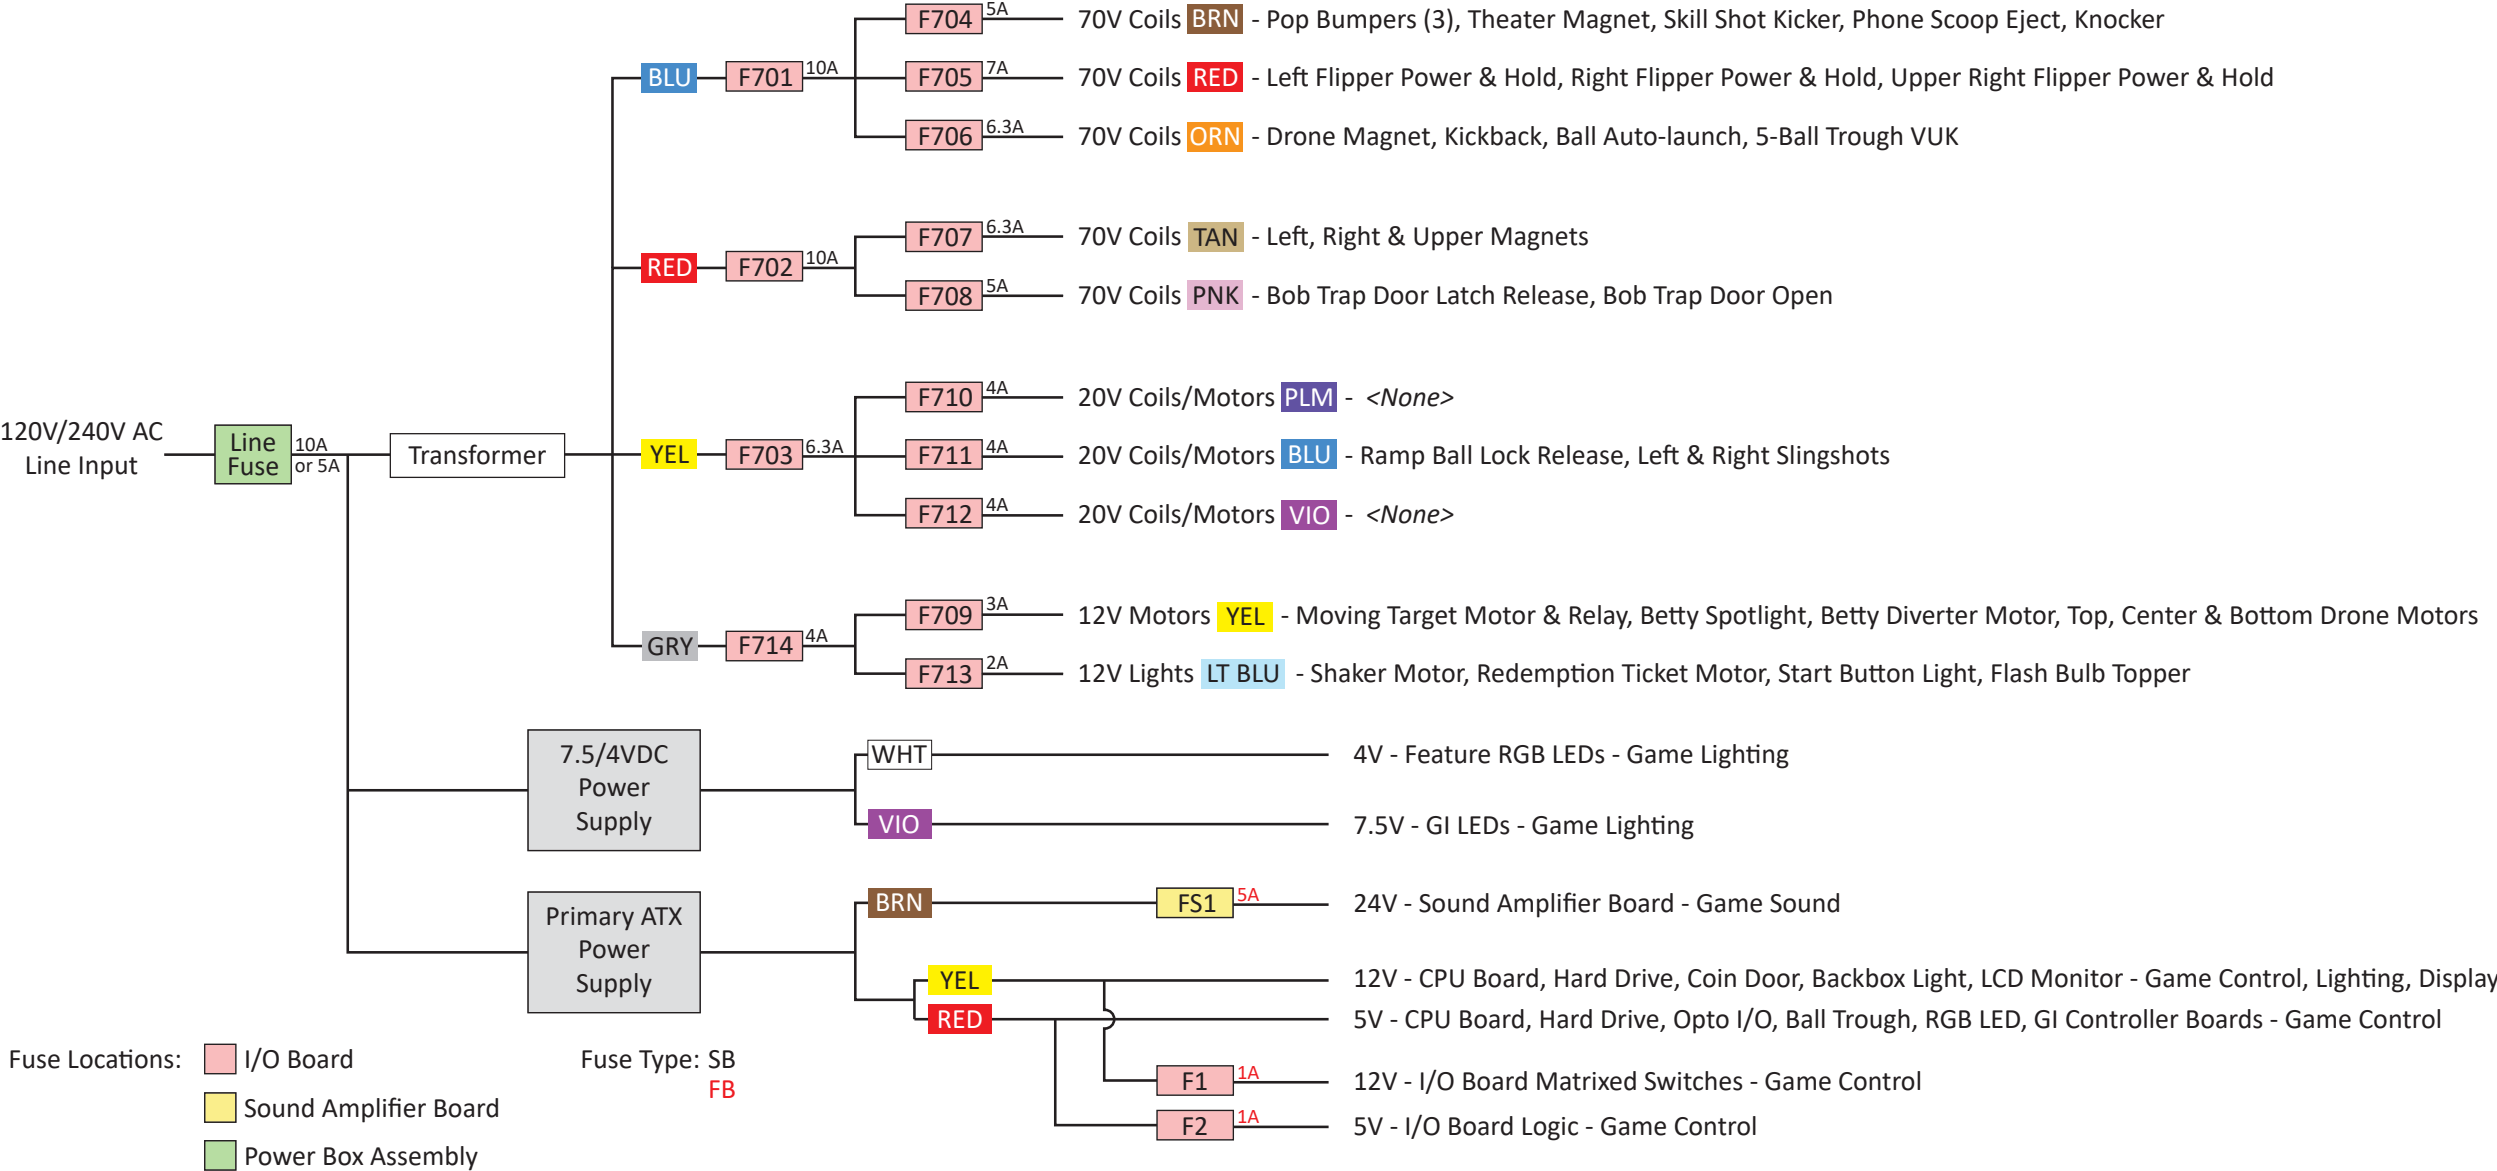 F704 5A 70V Coils BRN - Pop Bumpers (3), Theater Magnet, Skill Shot Kicker, Phone Scoop Eject, Knocker
BLU F701 10A F705 7A 70V Coils RED - Left Flipper Power & Hold, Right Flipper Power & Hold, Upper Right Flipper Power & Hold
F706 6.3A 70V Coils ORN - Drone Magnet, Kickback, Ball Auto-launch, 5-Ball Trough VUK
F707 6.3A 70V Coils TAN - Left, Right & Upper Magnets
RED F702 10A
F708 5A 70V Coils PNK - Bob Trap Door Latch Release, Bob Trap Door Open
F710 4A 20V Coils/Motors PLM - <None>
120V/240V AC
Line Input
Line
Fuse
10A
or 5A
Transformer
YEL F703 6.3A F711 4A 20V Coils/Motors BLU - Ramp Ball Lock Release, Left & Right Slingshots
F712 4A 20V Coils/Motors VIO - <None>
F709 3A 12V Motors YEL - Moving Target Motor & Relay, Betty Spotlight, Betty Diverter Motor, Top, Center & Bottom Drone Motors
GRY F714 4A
F713 2A 12V Lights LT BLU - Shaker Motor, Redemption Ticket Motor, Start Button Light, Flash Bulb Topper
7.5/4VDC
Power
Supply
WHT 4V - Feature RGB LEDs - Game Lighting
VIO 7.5V - GI LEDs - Game Lighting
Primary ATX
Power
Supply
BRN FS1 5A 24V - Sound Amplifier Board - Game Sound
YEL 12V - CPU Board, Hard Drive, Coin Door, Backbox Light, LCD Monitor - Game Control, Lighting, Display
RED 5V - CPU Board, Hard Drive, Opto I/O, Ball Trough, RGB LED, GI Controller Boards - Game Control
F1 1A 12V - I/O Board Matrixed Switches - Game Control
F2 1A 5V - I/O Board Logic - Game Control
Fuse Locations: I/O Board
Sound Amplifier Board
Power Box Assembly
Fuse Type: SB
FB